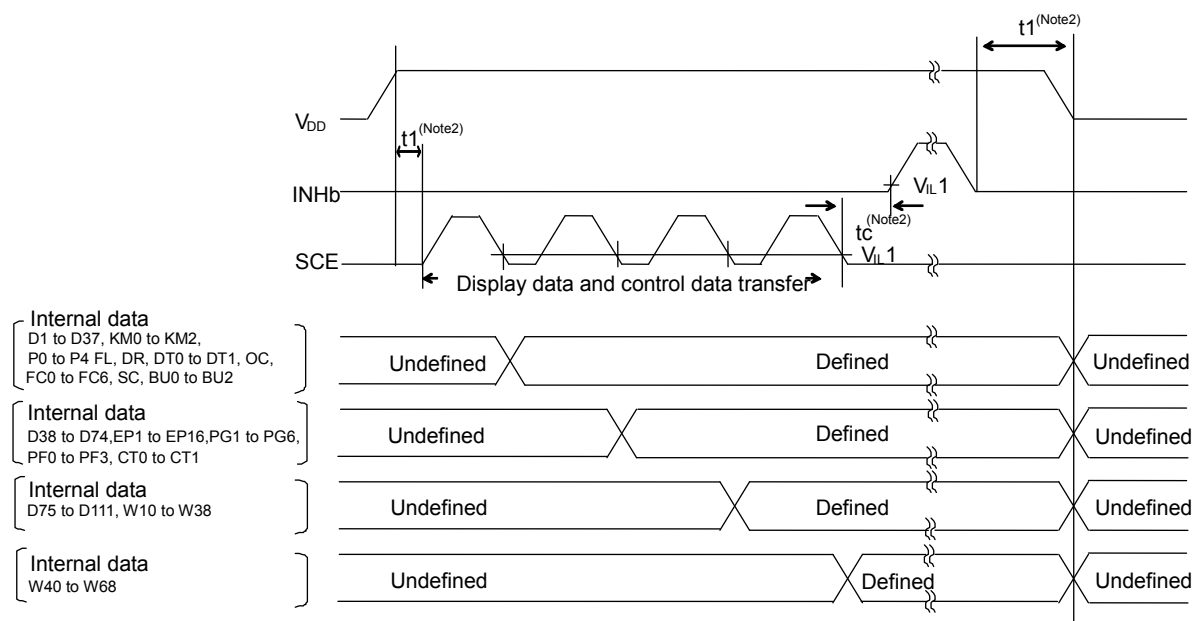 t1(Note2)
VDD
t1(Note2)
INHb
VIL1
tc(Note2)
VIL1
SCE
Display data and control data transfer
Internal data
D1 to D37, KM0 to KM2,
P0 to P4 FL, DR, DT0 to DT1, OC,
FC0 to FC6, SC, BU0 to BU2
Undefined
Defined
Undefined
Internal data
D38 to D74,EP1 to EP16,PG1 to PG6,
PF0 to PF3, CT0 to CT1
Undefined
Defined
Undefined
Internal data
D75 to D111, W10 to W38
Undefined
Defined
Undefined
Internal data
W40 to W68
Undefined
Defined
Undefined